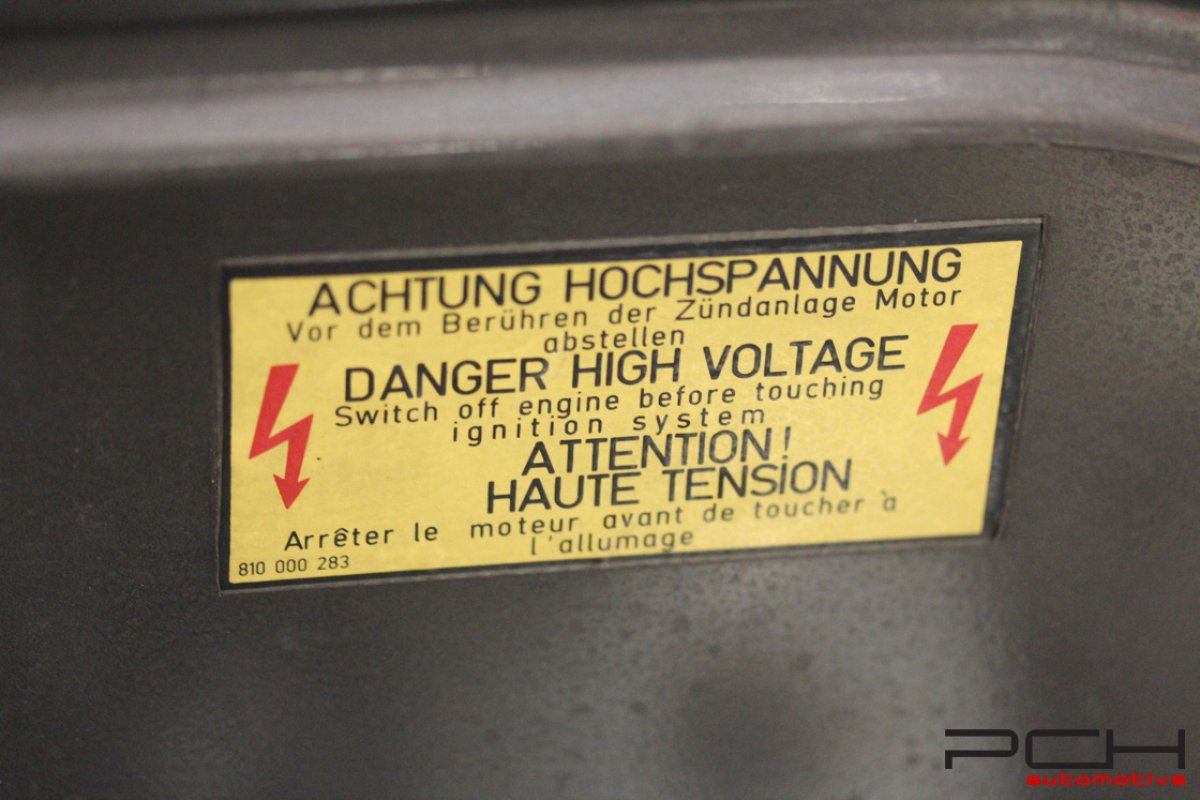 ACHTUNG HOCHSPANNUNG
Vor dem Berühren der Zündanlage Motor
abstellen
DANGER HIGH VOLTAGE
Switch off engine before touching
ignition system
ATTENTION!
HAUTE TENSION
Arrêter le moteur avant de toucher à
l'allumage
810 000 283
PCH
automotive